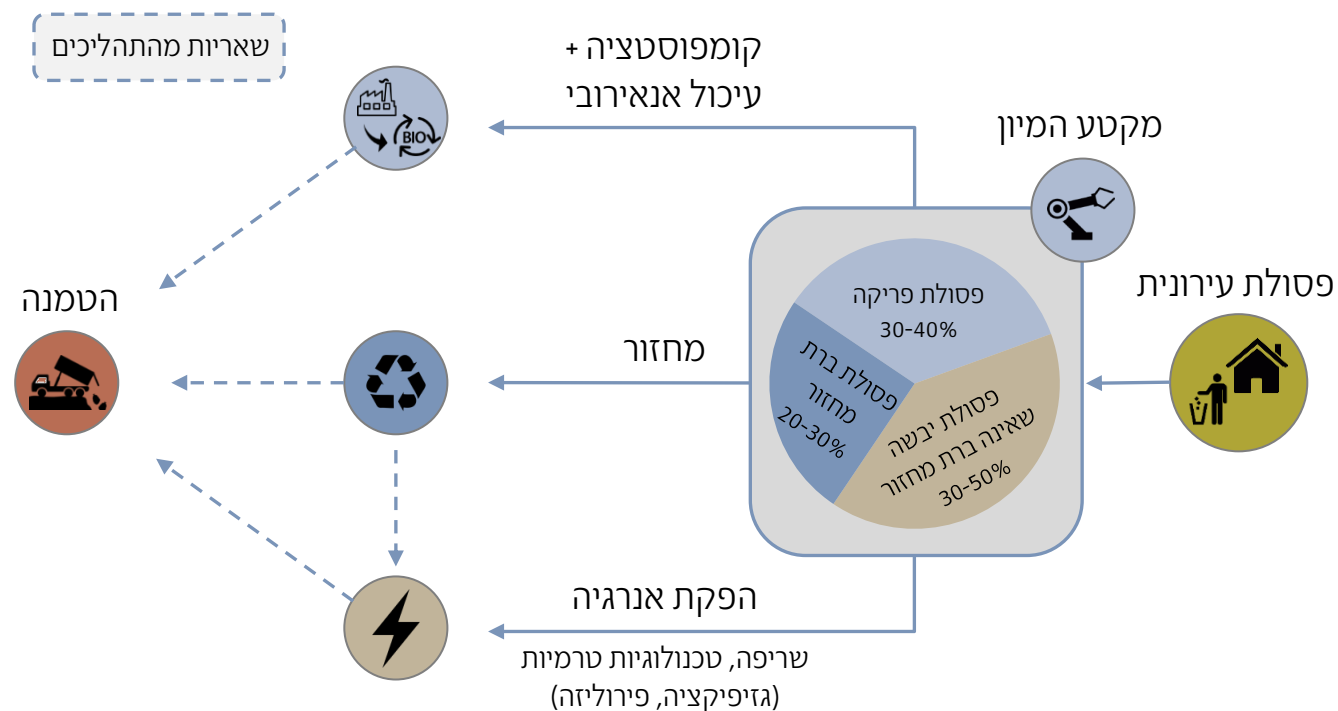 שאריות מהתהליכים
קומפוסטציה +
עיכול אנאירובי
BIO
מקטע המיון
פסולת עירונית
פסולת פריקה
30-40%
פסולת ברת
מחזור
20-30%
פסולת יבשה
שאינה ברת מחזור
30-50%
מחזור
הטמנה
הפקת אנרגיה
שריפה, טכנולוגיות טרמיות
(גזיפיקציה, פירוליזה)